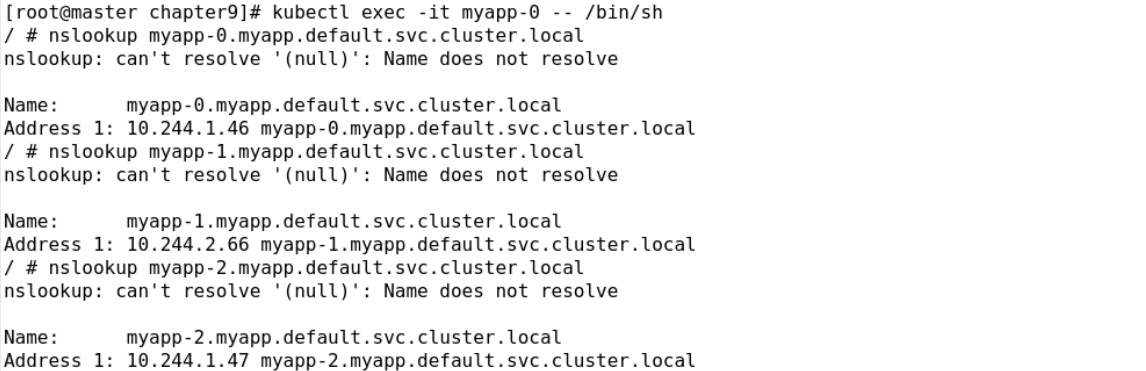 [root@master chapter9]# kubectl exec -it myapp-0 -- /bin/sh
/ # nslookup myapp-0.myapp.default.svc.cluster.local
nslookup: can't resolve '(null)': Name does not resolve

Name:      myapp-0.myapp.default.svc.cluster.local
Address 1: 10.244.1.46 myapp-0.myapp.default.svc.cluster.local
/ # nslookup myapp-1.myapp.default.svc.cluster.local
nslookup: can't resolve '(null)': Name does not resolve

Name:      myapp-1.myapp.default.svc.cluster.local
Address 1: 10.244.2.66 myapp-1.myapp.default.svc.cluster.local
/ # nslookup myapp-2.myapp.default.svc.cluster.local
nslookup: can't resolve '(null)': Name does not resolve

Name:      myapp-2.myapp.default.svc.cluster.local
Address 1: 10.244.1.47 myapp-2.myapp.default.svc.cluster.local